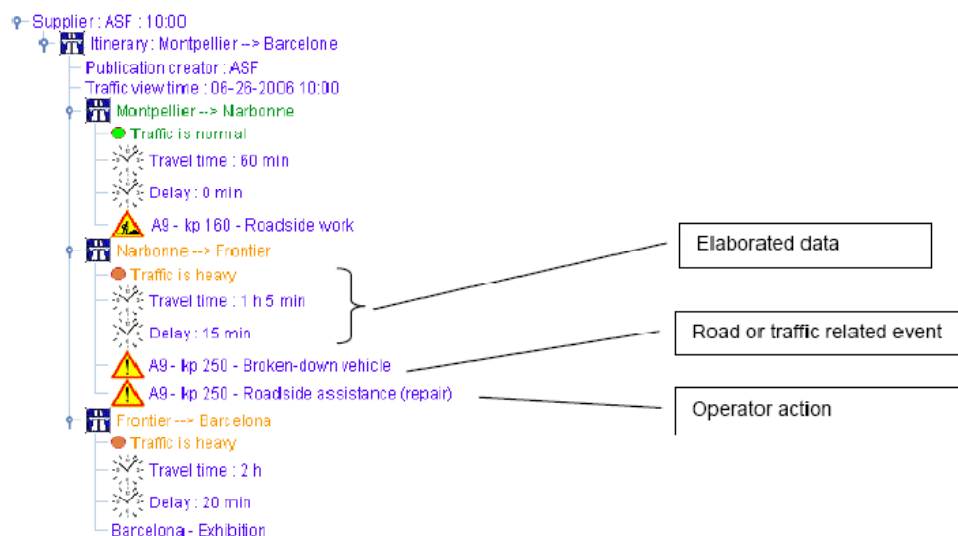 Supplier : ASF : 10:00
Itinerary : Montpellier --> Barcelone
Publication creator : ASF
Traffic view time : 06-26-2006 10:00
Montpellier --> Narbonne
Traffic is normal
Travel time : 60 min
Delay : 0 min
A9 - kp 160 - Roadside work
Narbonne --> Frontier
Traffic is heavy
Travel time : 1 h 5 min
Delay : 15 min
A9 - kp 250 - Broken-down vehicle
A9 - kp 250 - Roadside assistance (repair)
Frontier --> Barcelona
Traffic is heavy
Travel time : 2 h
Delay : 20 min
Barcelona - Exhibition
Elaborated data
Road or traffic related event
Operator action